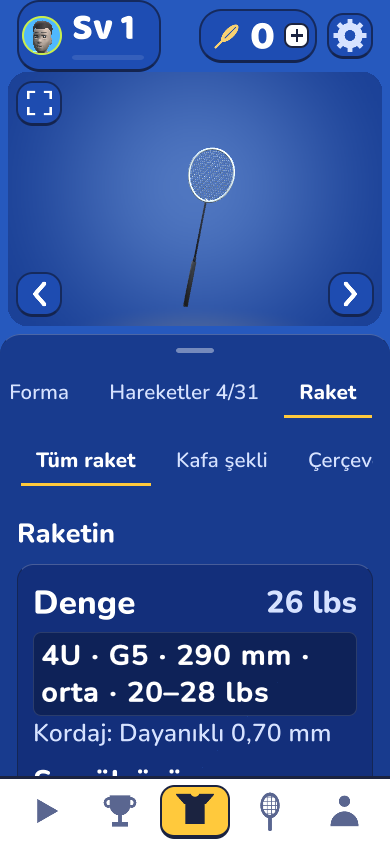 Sv 1
0
Forma Hareketler 4/31 Raket
Tüm raket Kafa şekli Çerçev
Raketin
Denge 26 lbs
4U · G5 · 290 mm ·
orta · 20–28 lbs
Kordaj: Dayanıklı 0,70 mm